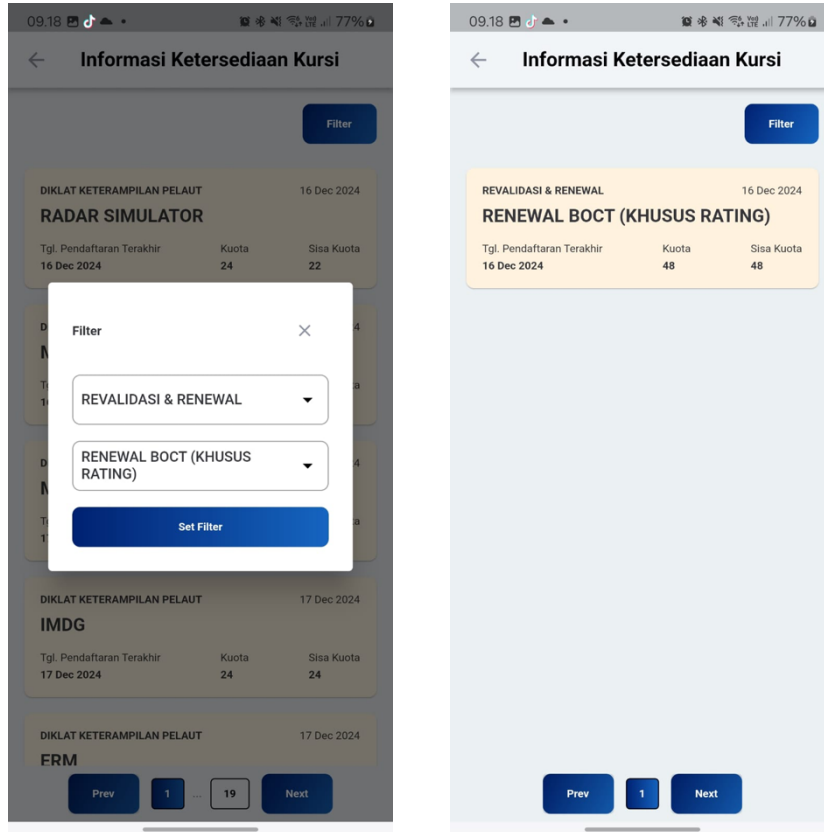 09.18
77%
Informasi Ketersediaan Kursi
Filter
DIKLAT KETERAMPILAN PELAUT 16 Dec 2024
RADAR SIMULATOR
Tgl. Pendaftaran Terakhir Kuota Sisa Kuota
16 Dec 2024 24 22
Filter
REVALIDASI & RENEWAL
RENEWAL BOCT (KHUSUS
RATING)
Set Filter
DIKLAT KETERAMPILAN PELAUT 17 Dec 2024
IMDG
Tgl. Pendaftaran Terakhir Kuota Sisa Kuota
17 Dec 2024 24 24
DIKLAT KETERAMPILAN PELAUT 17 Dec 2024
ERM
Prev 1 ... 19 Next
09.18
77%
Informasi Ketersediaan Kursi
Filter
REVALIDASI & RENEWAL 16 Dec 2024
RENEWAL BOCT (KHUSUS RATING)
Tgl. Pendaftaran Terakhir Kuota Sisa Kuota
16 Dec 2024 48 48
Prev 1 Next